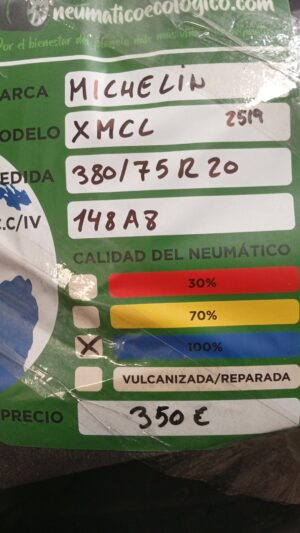 neumaticoecologico.com
Por el bienestar del planeta
ARCA MICHELIN
ODELO XMCL 2519
EDIDA 380/75 R 20
.C/IV 148 A8
CALIDAD DEL NEUMÁTICO
30%
70%
X 100%
VULCANIZADA/REPARADA
PRECIO 350 €